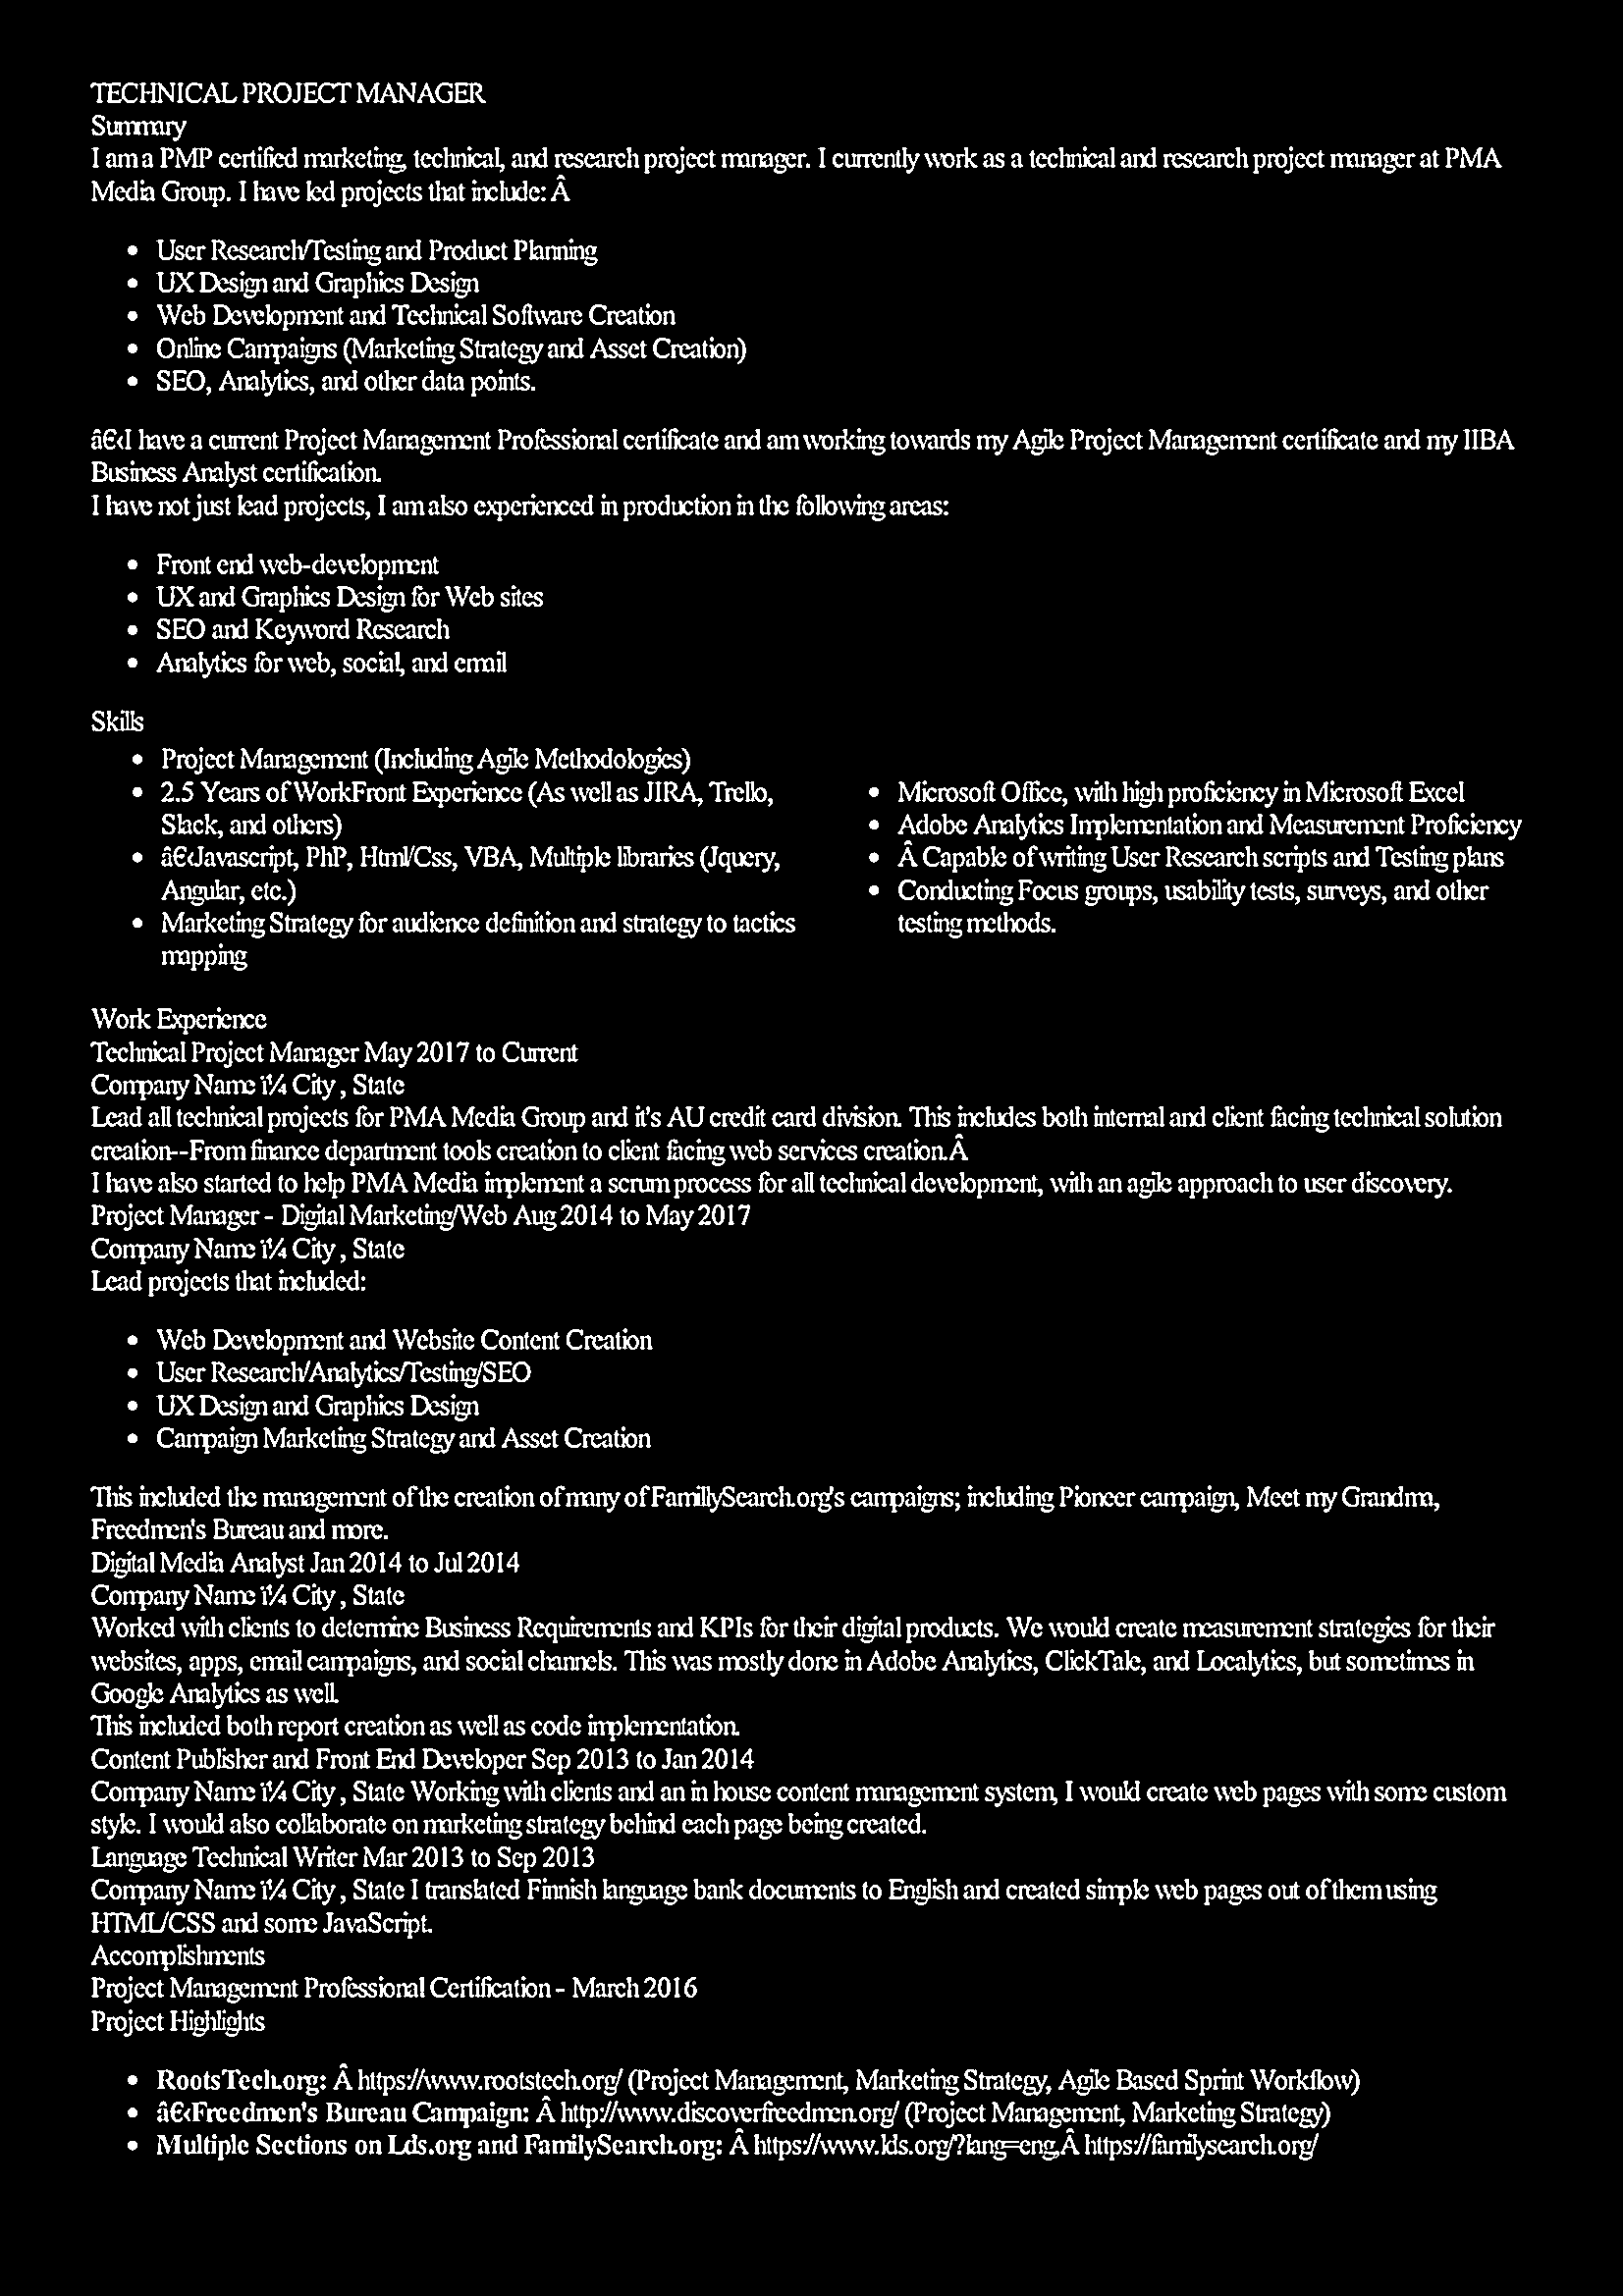 TECHNICAL PROJECT MANAGER
Summary
I am a PMP certified marketing, technical, and research project manager. I currently work as a technical and research project manager at PMA
Media Group. I have led projects that include: Â
• User Research/Testing and Product Planning
• UX Design and Graphics Design
• Web Development and Technical Software Creation
• Online Campaigns (Marketing Strategy and Asset Creation)
• SEO, Analytics, and other data points.
â€‹I have a current Project Management Professional certificate and am working towards my Agile Project Management certificate and my IIBA
Business Analyst certification.
I have not just lead projects, I am also experienced in production in the following areas:
• Front end web-development
• UX and Graphics Design for Web sites
• SEO and Keyword Research
• Analytics for web, social, and email
Skills
• Project Management (Including Agile Methodologies)
• 2.5 Years of WorkFront Experience (As well as JIRA, Trello,
Slack, and others)
• â€‹Javascript, PhP, Html/Css, VBA, Multiple libraries (Jquery,
Angular, etc.)
• Marketing Strategy for audience definition and strategy to tactics
mapping
• Microsoft Office, with high proficiency in Microsoft Excel
• Adobe Analytics Implementation and Measurement Proficiency
• Â Capable of writing User Research scripts and Testing plans
• Conducting Focus groups, usability tests, surveys, and other
testing methods.
Work Experience
Technical Project Manager May 2017 to Current
Company Name ï¼ City , State
Lead all technical projects for PMA Media Group and it's AU credit card division. This includes both internal and client facing technical solution
creation--From finance department tools creation to client facing web services creation.Â
I have also started to help PMA Media implement a scrum process for all technical development, with an agile approach to user discovery.
Project Manager - Digital Marketing/Web Aug 2014 to May 2017
Company Name ï¼ City , State
Lead projects that included:
• Web Development and Website Content Creation
• User Research/Analytics/Testing/SEO
• UX Design and Graphics Design
• Campaign Marketing Strategy and Asset Creation
This included the management of the creation of many of FamillySearch.org's campaigns; including Pioneer campaign, Meet my Grandma,
Freedmen's Bureau and more.
Digital Media Analyst Jan 2014 to Jul 2014
Company Name ï¼ City , State
Worked with clients to determine Business Requirements and KPIs for their digital products. We would create measurement strategies for their
websites, apps, email campaigns, and social channels. This was mostly done in Adobe Analytics, ClickTale, and Localytics, but sometimes in
Google Analytics as well.
This included both report creation as well as code implementation.
Content Publisher and Front End Developer Sep 2013 to Jan 2014
Company Name ï¼ City , State Working with clients and an in house content management system, I would create web pages with some custom
style. I would also collaborate on marketing strategy behind each page being created.
Language Technical Writer Mar 2013 to Sep 2013
Company Name ï¼ City , State I translated Finnish language bank documents to English and created simple web pages out of them using
HTML/CSS and some JavaScript.
Accomplishments
Project Management Professional Certification - March 2016
Project Highlights
• RootsTech.org: Â https://www.rootstech.org/ (Project Management, Marketing Strategy, Agile Based Sprint Workflow)
• â€‹Freedmen's Bureau Campaign: Â http://www.discoverfreedmen.org/ (Project Management, Marketing Strategy)
• Multiple Sections on Lds.org and FamilySearch.org: Â https://www.lds.org/?lang=eng,Â https://familysearch.org/